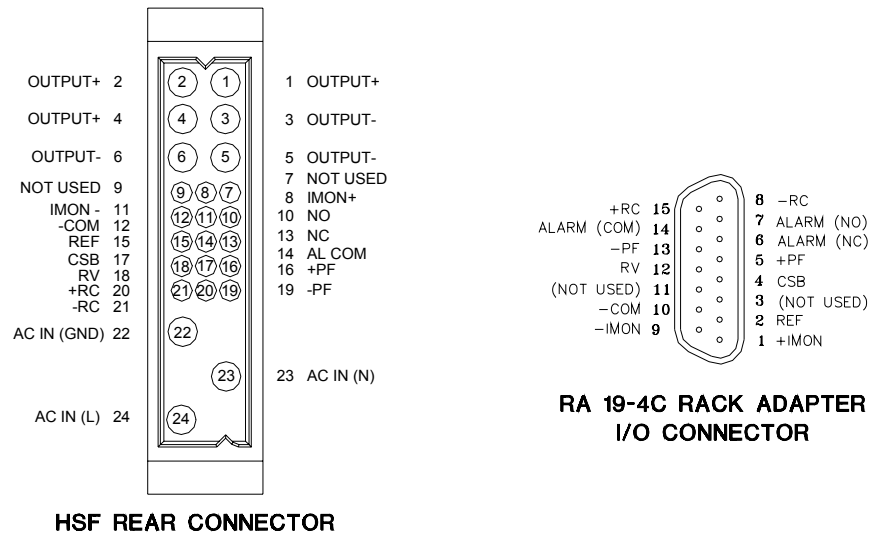 OUTPUT+ 2
OUTPUT+ 4
OUTPUT- 6
NOT USED 9
IMON - 11
-COM 12
REF 15
CSB 17
RV 18
+RC 20
-RC 21
AC IN (GND) 22
AC IN (L) 24
2 1
4 3
6 5
9 8 7
12 11 10
15 14 13
18 17 16
21 20 19
22
23
24
1 OUTPUT+
3 OUTPUT-
5 OUTPUT-
7 NOT USED
8 IMON+
10 NO
13 NC
14 AL COM
16 +PF
19 -PF
23 AC IN (N)
HSF REAR CONNECTOR
+RC 15
ALARM (COM) 14
-PF 13
RV 12
(NOT USED) 11
-COM 10
-IMON 9
8 -RC
7 ALARM (NO)
6 ALARM (NC)
5 +PF
4 CSB
3 (NOT USED)
2 REF
1 +IMON
RA 19-4C RACK ADAPTER
I/O CONNECTOR